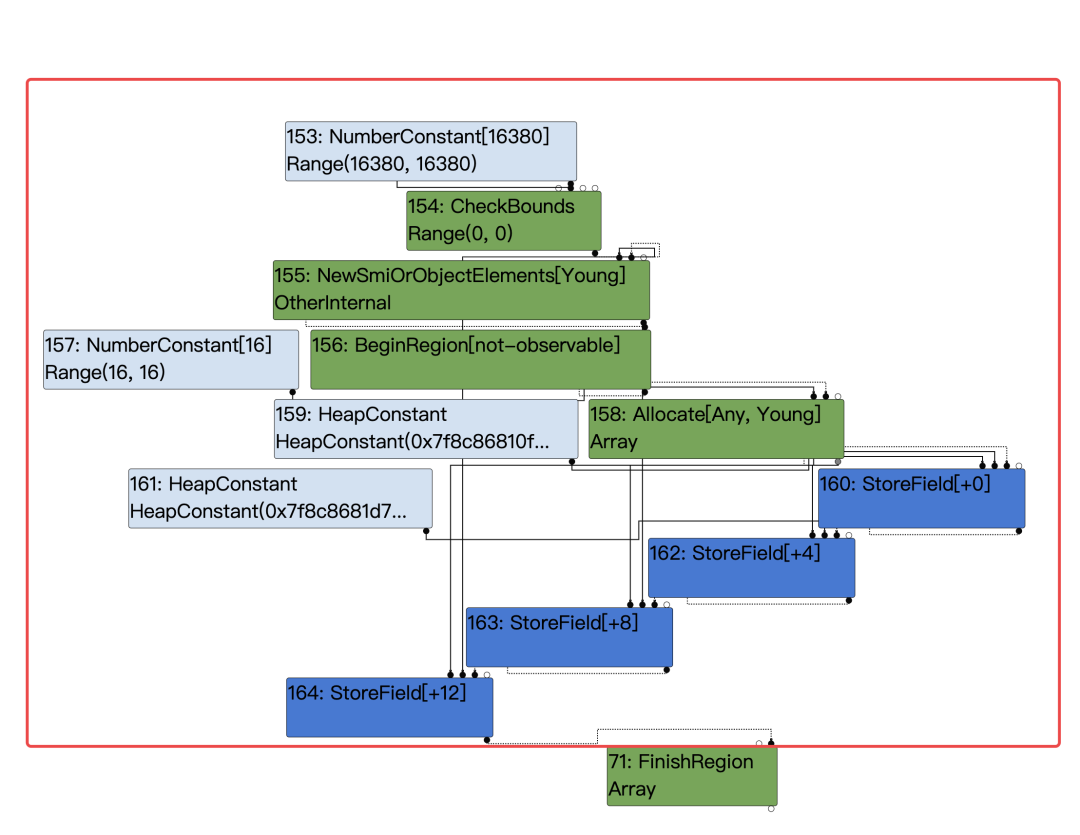 153: NumberConstant[16380]
Range(16380, 16380)
154: CheckBounds
Range(0, 0)
155: NewSmiOrObjectElements[Young]
OtherInternal
157: NumberConstant[16]
Range(16, 16)
156: BeginRegion[not-observable]
159: HeapConstant
HeapConstant(0x7f8c86810f...
158: Allocate[Any, Young]
Array
161: HeapConstant
HeapConstant(0x7f8c8681d7...
160: StoreField[+0]
162: StoreField[+4]
163: StoreField[+8]
164: StoreField[+12]
71: FinishRegion
Array